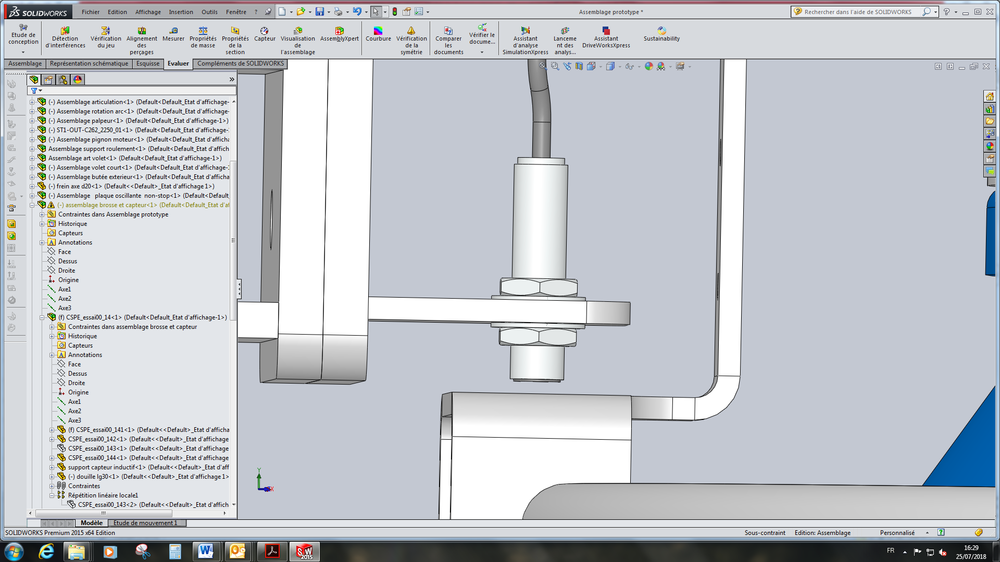 SOLIDWORKS
Fichier Edition Affichage Insertion Outils Fenêtre ?
Assemblage prototype *
Rechercher dans l'aide de SOLIDWORKS
Etude de conception
Détection d'interférences
Vérification du jeu
Alignement des perçages
Mesurer
Propriétés de masse
Propriétés de la section
Capteur
Visualisation de l'assemblage
AssemblyXpert
Courbure
Vérification de la symétrie
Comparer les documents
Vérifier le docume...
Assistant d'analyse SimulationXpress
Lanceme nt des analys...
Assistant DriveWorksXpress
Sustainability
Assemblage Représentation schématique Esquisse Evaluer Compléments de SOLIDWORKS
(-) Assemblage articulation<1> (Default<Default_Etat d'affichage-
(-) Assemblage rotation arc<1> (Default<Default_Etat d'affichage-
(-) Assemblage palpeur<1> (Default<Default_Etat d'affichage-1>)
(-) ST1-OUT-C262_2250_01<1> (Default<Default_Etat d'affichage-
(-) Assemblage pignon moteur<1> (Default<Default_Etat d'afficha
Assemblage support roulement<1> (Default<Default_Etat d'affich
Assemblage art volet<1> (Default<Default_Etat d'affichage-1>)
(-) Assemblage volet court<1> (Default<Default_Etat d'affichage-
(-) Assemblage butée exterieur<1> (Default<Default_Etat d'afficha
(-) frein axe d20<1> (Default<<Default>_Etat d'affichage 1>)
(-) Assemblage plaque oscillante non-stop<1> (Default<Default_
(-) assemblage brosse et capteur<1> (Default<Default_Etat d'af
Contraintes dans Assemblage prototype
Historique
Capteurs
Annotations
Face
Dessus
Droite
Origine
Axe1
Axe2
Axe3
(f) CSPE_essai00_14<1> (Default<Default_Etat d'affichage-1>)
Contraintes dans assemblage brosse et capteur
Historique
Capteurs
Annotations
Face
Dessus
Droite
Origine
Axe1
Axe2
Axe3
(f) CSPE_essai00_141<1> (Default<<Default>_Etat d'afficha
CSPE_essai00_142<1> (Default<<Default>_Etat d'affichage
CSPE_essai00_143<1> (Default<<Default>_Etat d'affichage
CSPE_essai00_144<1> (Default<<Default>_Etat d'affichage
support capteur inductif<1> (Default<<Default>_Etat d'aff
(-) douille lg30<1> (Default<<Default>_Etat d'affichage 1>
Contraintes
Répétition linéaire locale1
CSPE_essai00_143<2> (Default<<Default>_Etat d'affich
Y
X
Modèle Etude de mouvement 1
SOLIDWORKS Premium 2015 x64 Edition
Sous-contraint Edition: Assemblage Personnalisé
FR
16:29
25/07/2018